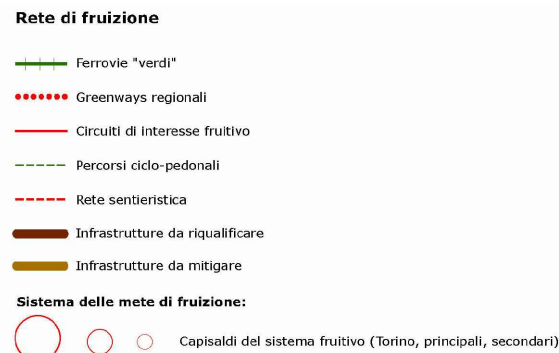 Rete di fruizione
Ferrovie "verdi"
Greenways regionali
Circuiti di interesse fruitivo
Percorsi ciclo-pedonali
Rete sentieristica
Infrastrutture da riqualificare
Infrastrutture da mitigare
Sistema delle mete di fruizione:
Capisaldi del sistema fruitivo (Torino, principali, secondari)